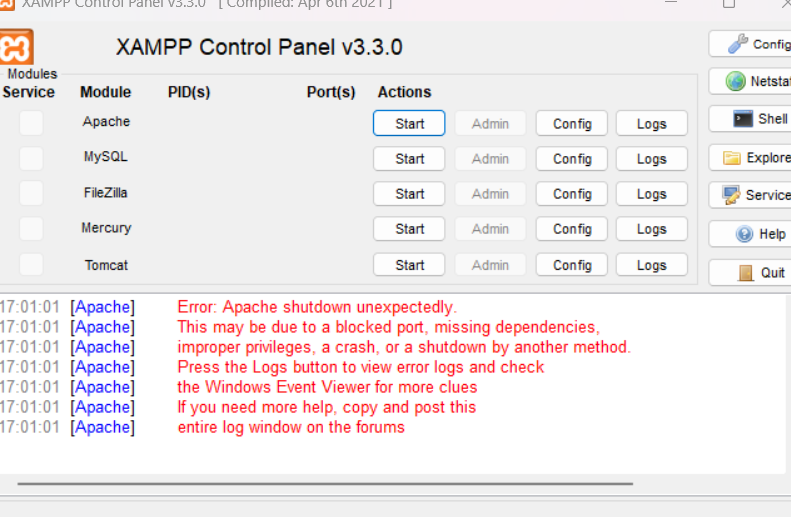 XAMPP Control Panel v3.3.0 [ Compiled: Apr 6th 2021 ]
XAMPP Control Panel v3.3.0
Config
Modules
Service Module PID(s) Port(s) Actions
Netstat
Apache Start Admin Config Logs
Shell
MySQL Start Admin Config Logs
Explore
FileZilla Start Admin Config Logs
Service
Mercury Start Admin Config Logs
Help
Tomcat Start Admin Config Logs
Quit
17:01:01 [Apache] Error: Apache shutdown unexpectedly.
17:01:01 [Apache] This may be due to a blocked port, missing dependencies,
17:01:01 [Apache] improper privileges, a crash, or a shutdown by another method.
17:01:01 [Apache] Press the Logs button to view error logs and check
17:01:01 [Apache] the Windows Event Viewer for more clues
17:01:01 [Apache] If you need more help, copy and post this
17:01:01 [Apache] entire log window on the forums